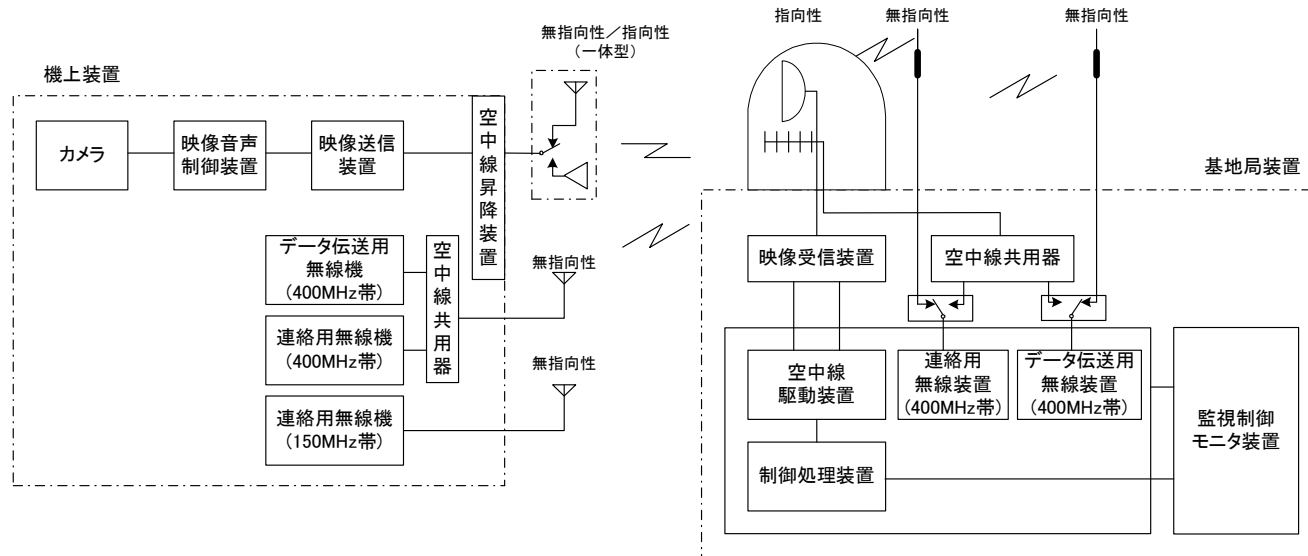 機上装置
無指向性／指向性
（一体型）
カメラ
映像音声
制御装置
映像送信
装置
空中線昇降装置
データ伝送用
無線機
(400MHz帯)
連絡用無線機
(400MHz帯)
連絡用無線機
(150MHz帯)
空中線共用器
無指向性
無指向性
指向性
無指向性
無指向性
基地局装置
映像受信装置
空中線共用器
空中線
駆動装置
連絡用
無線装置
(400MHz帯)
データ伝送用
無線装置
(400MHz帯)
制御処理装置
監視制御
モニタ装置